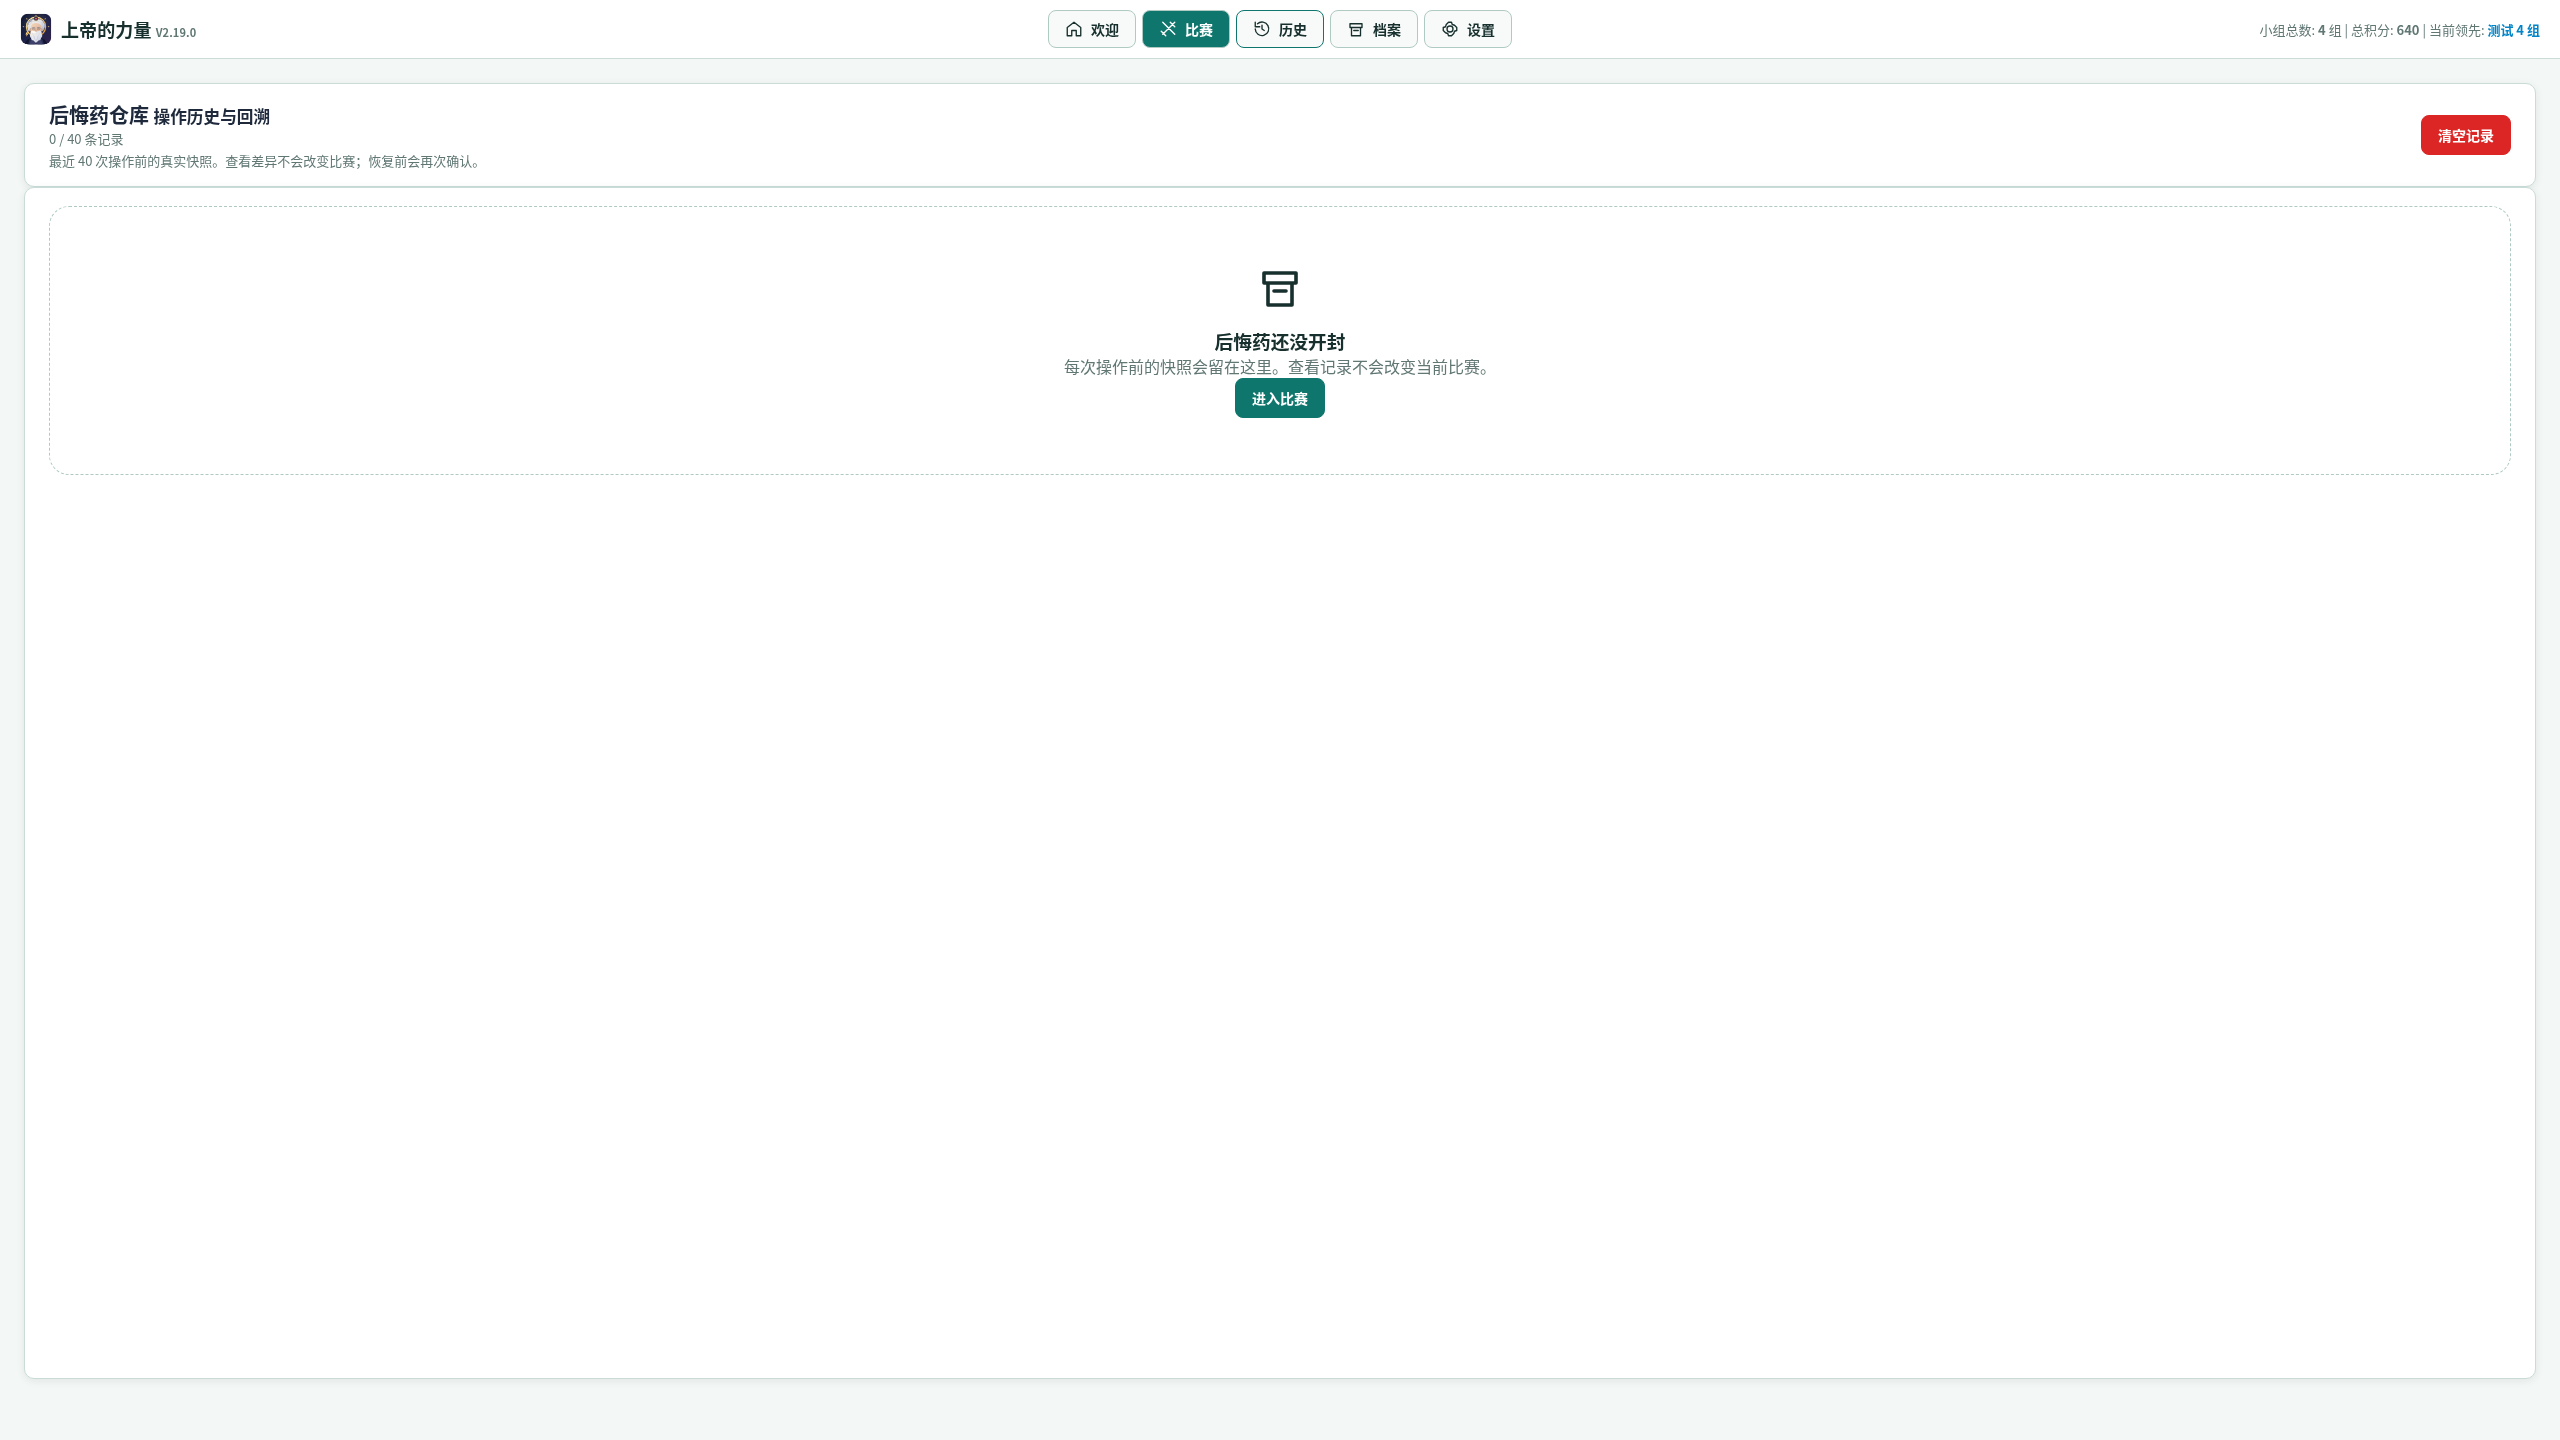 上帝的力量 V2.19.0
欢迎
比赛
历史
档案
设置
小组总数: 4 组 | 总积分: 640 | 当前领先: 测试 4 组
后悔药仓库 操作历史与回溯
0 / 40 条记录
最近 40 次操作前的真实快照。查看差异不会改变比赛；恢复前会再次确认。
清空记录
后悔药还没开封
每次操作前的快照会留在这里。查看记录不会改变当前比赛。
进入比赛